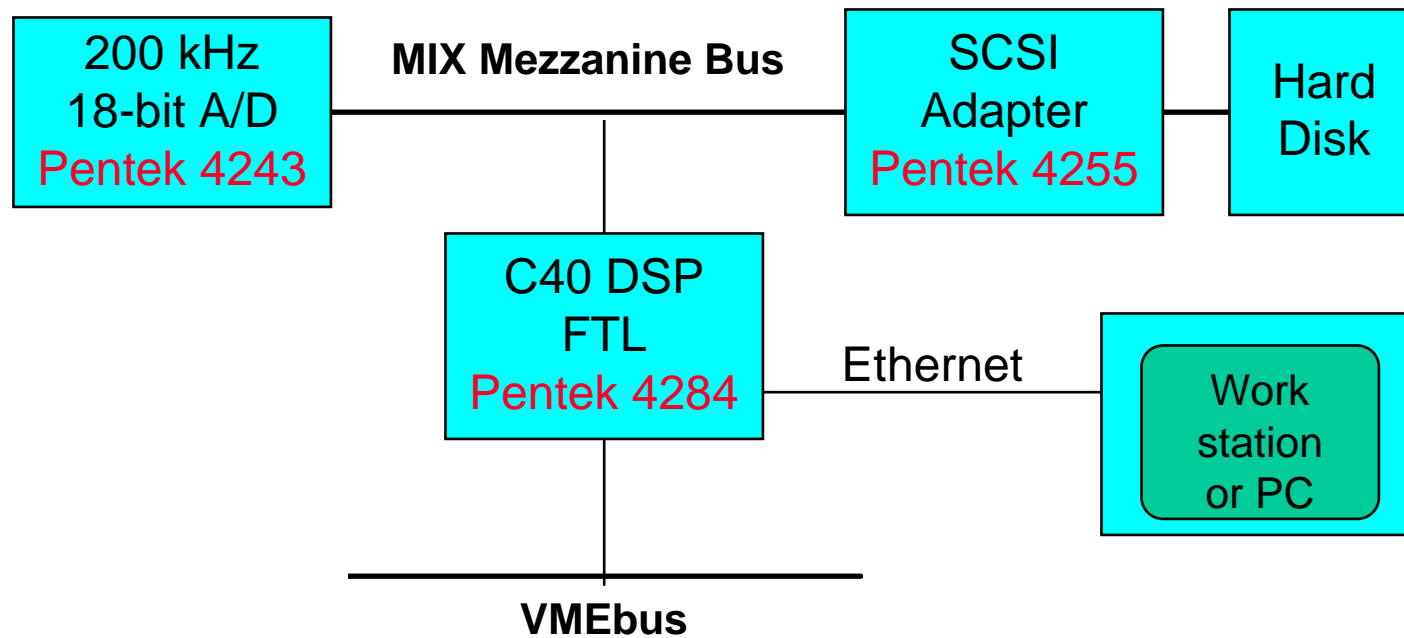 200 kHz
18-bit A/D
Pentek 4243
MIX Mezzanine Bus
SCSI
Adapter
Pentek 4255
Hard
Disk
C40 DSP
FTL
Pentek 4284
Ethernet
Work
station
or PC
VMEbus